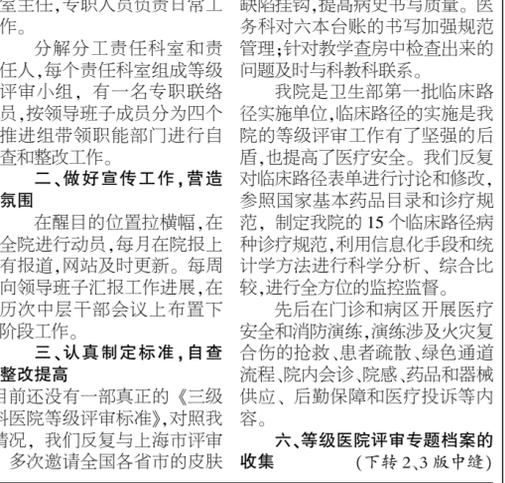 室主任，专职人员负责日常工
作。
分解分工责任科室和责
任人，每个责任科室组成等级
评审小组，有一名专职联络
员，按领导班子成员分为四个
推进组带领职能部门进行自
查和整改工作。
二、做好宣传工作，营造
氛围
在醒目的位置拉横幅，在
全院进行动员，每月在院报上
有报道，网站及时更新。每周
向领导班子汇报工作进展，在
历次中层干部会议上布置下
阶段工作。
三、认真制定标准，自查
整改提高
目前还没有一部真正的《三级
科医院等级评审标准》，对照我
情况，我们反复与上海市评审
多次邀请全国各省市的皮肤
缺陷挂钩，提高病史书写质量。医
务科对六本台账的书写加强规范
管理；针对教学查房中检查出来的
问题及时与科教科联系。
我院是卫生部第一批临床路
径实施单位，临床路径的实施是我
院的等级评审工作有了坚强的后
盾，也提高了医疗安全。我们反复
对临床路径表单进行讨论和修改，
参照国家基本药品目录和诊疗规
范，制定我院的 15 个临床路径病
种诊疗规范，利用信息化手段和统
计学方法进行科学分析、综合比
较，进行全方位的监控监督。
先后在门诊和病区开展医疗
安全和消防演练，演练涉及火灾复
合伤的抢救、患者疏散、绿色通道
流程、院内会诊、院感、药品和器械
供应、后勤保障和医疗投诉等内
容。
六、等级医院评审专题档案的
收集 （下转 2、3 版中缝）